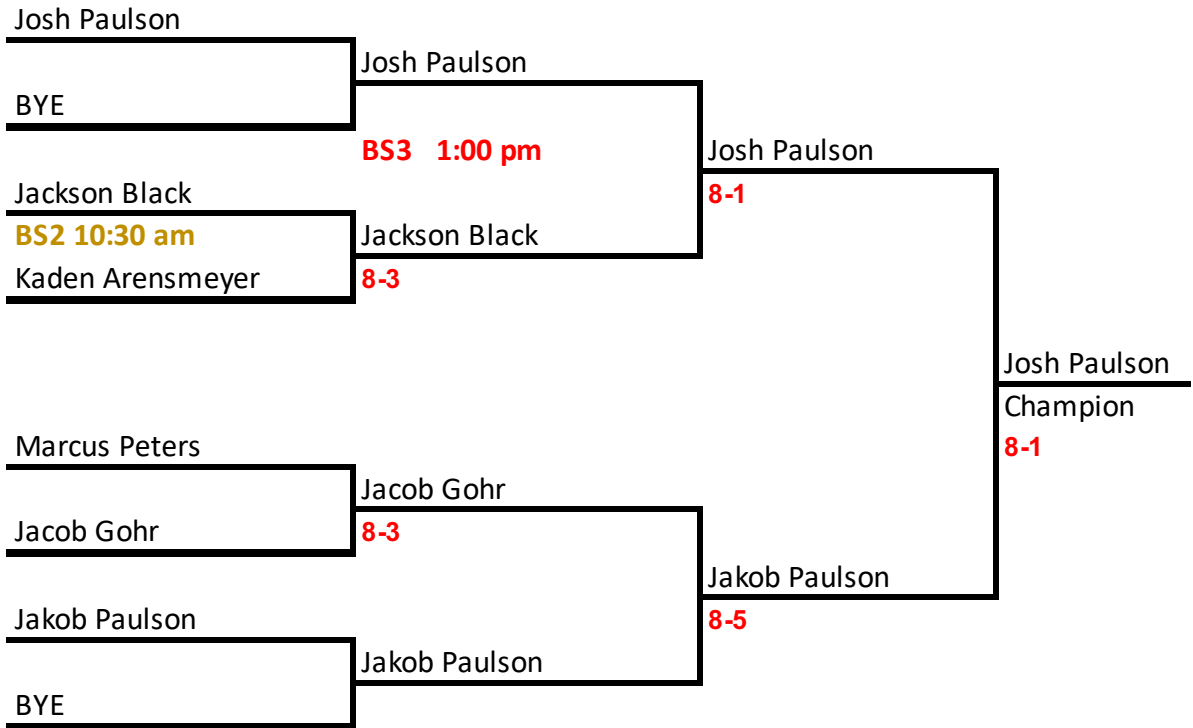 Josh Paulson
Josh Paulson
BYE
BS3 1:00 pm
Josh Paulson
Jackson Black
8-1
BS2 10:30 am
Jackson Black
Kaden Arensmeyer
8-3
Josh Paulson
Champion
Marcus Peters
8-1
Jacob Gohr
Jacob Gohr
8-3
Jakob Paulson
Jakob Paulson
8-5
Jakob Paulson
BYE